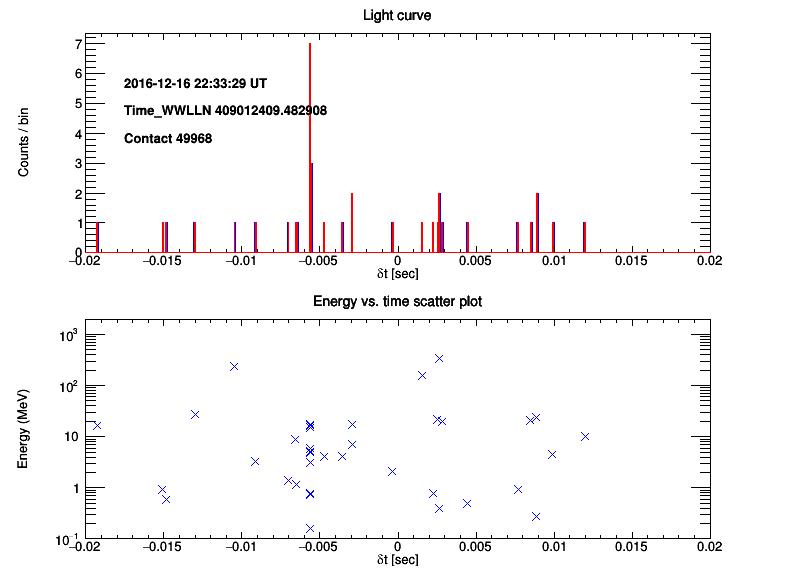 Light curve
Counts / bin
7
6
5
4
3
2
1
0
2016-12-16 22:33:29 UT
Time_WWLLN 409012409.482908
Contact 49968
−0.02 −0.015 −0.01 −0.005 0 0.005 0.01 0.015 0.02
δt [sec]
Energy vs. time scatter plot
Energy (MeV)
10³
10²
10
1
10⁻¹
−0.02 −0.015 −0.01 −0.005 0 0.005 0.01 0.015 0.02
δt [sec]